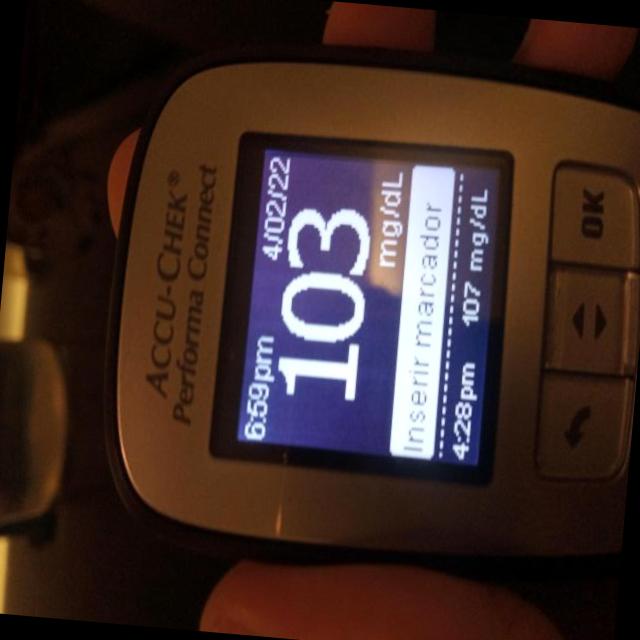 ACCU-CHEK®
Performa Connect
6:59pm 4/02/22
103
mg/dL
Inserir marcador
4:28pm 107 mg/dL
OK